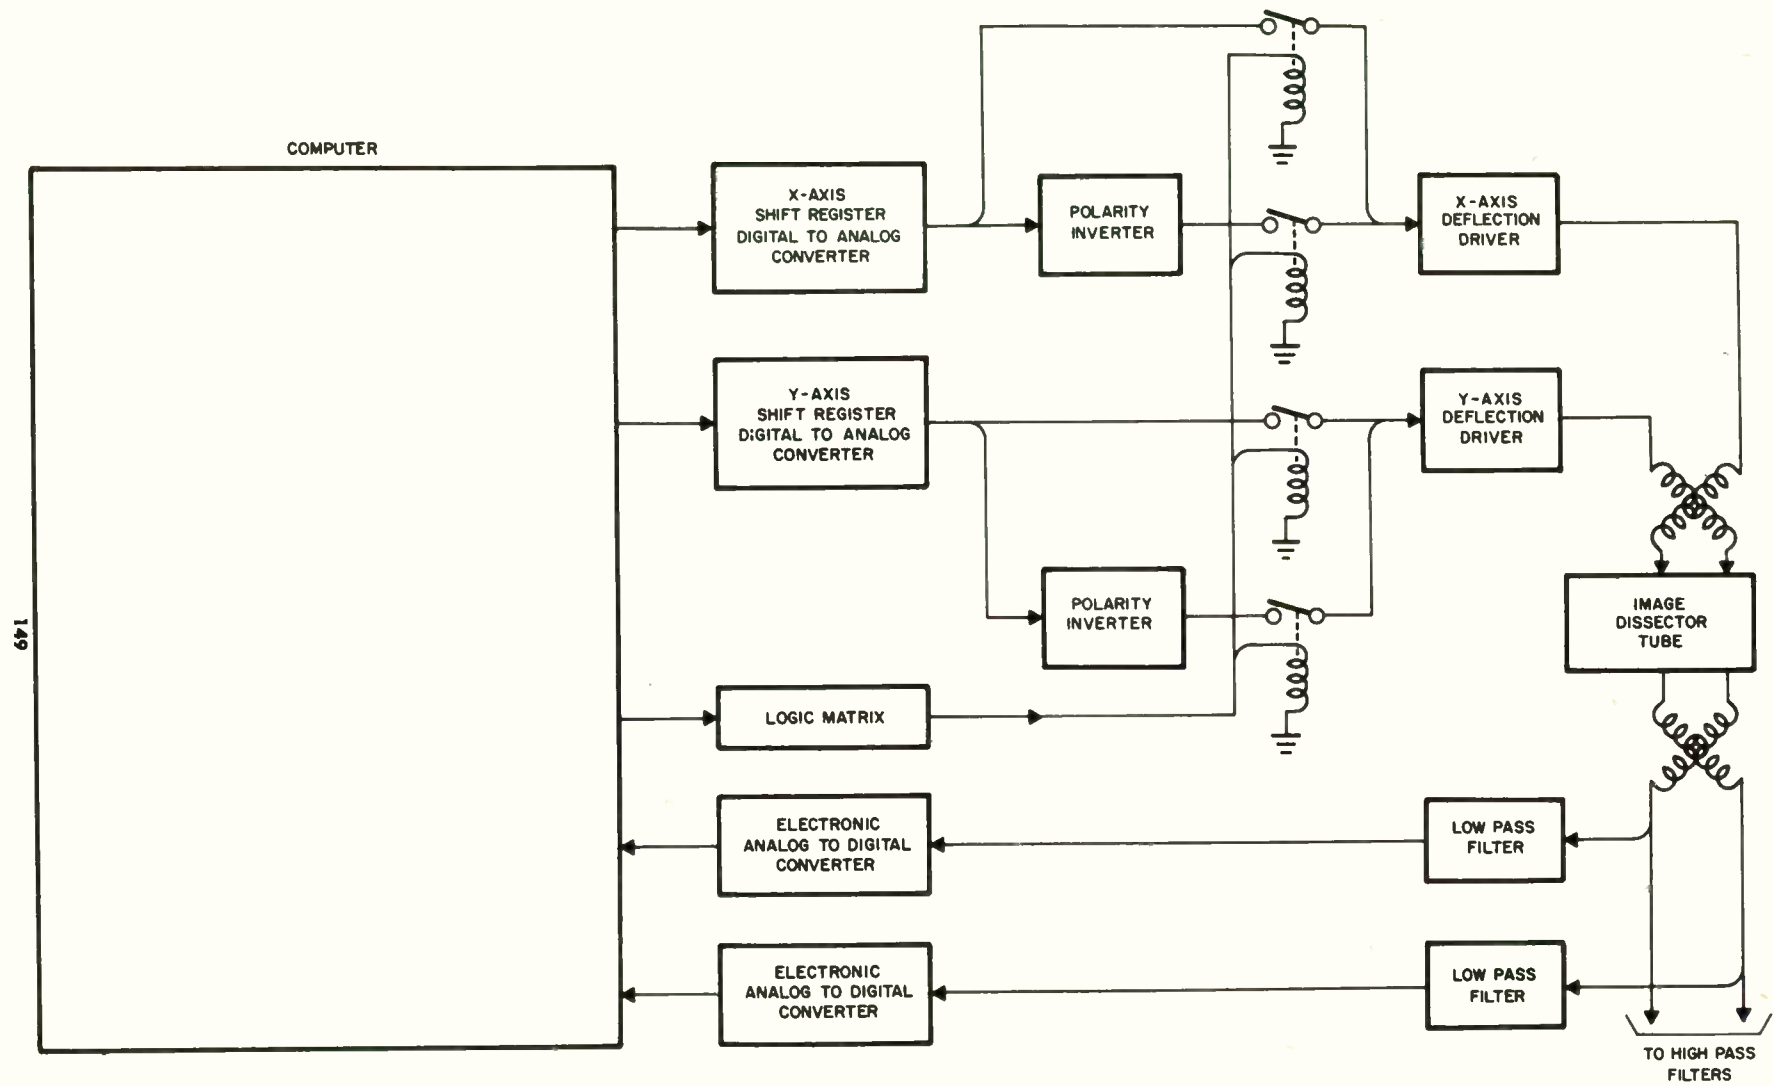 COMPUTER
X-AXIS
SHIFT REGISTER
DIGITAL TO ANALOG
CONVERTER
POLARITY
INVERTER
X-AXIS
DEFLECTION
DRIVER
Y-AXIS
SHIFT REGISTER
DIGITAL TO ANALOG
CONVERTER
Y-AXIS
DEFLECTION
DRIVER
POLARITY
INVERTER
IMAGE
DISSECTOR
TUBE
149
LOGIC MATRIX
ELECTRONIC
ANALOG TO DIGITAL
CONVERTER
LOW PASS
FILTER
ELECTRONIC
ANALOG TO DIGITAL
CONVERTER
LOW PASS
FILTER
TO HIGH PASS
FILTERS